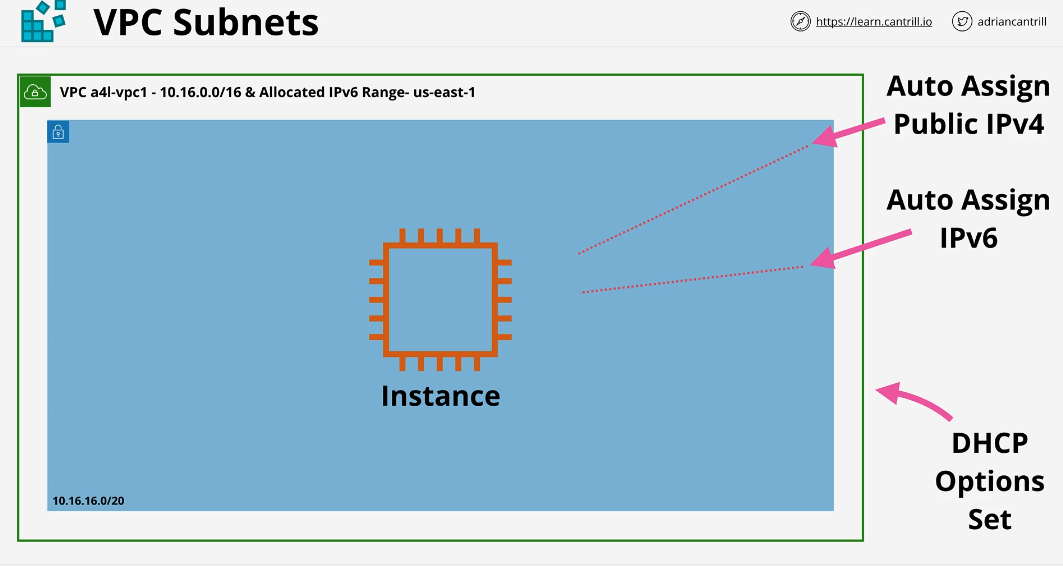 VPC Subnets
https://learn.cantrill.io
adriancantrill
VPC a4l-vpc1 - 10.16.0.0/16 & Allocated IPv6 Range- us-east-1
Auto Assign
Public IPv4
Auto Assign
IPv6
Instance
DHCP
Options
Set
10.16.16.0/20